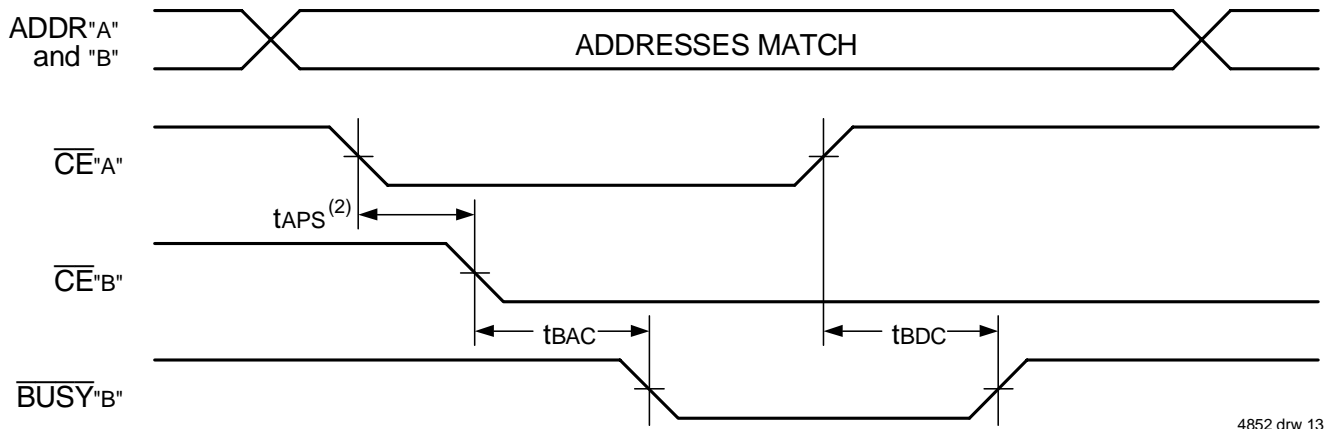 ADDR"A"
and "B"
ADDRESSES MATCH
CE"A"
tAPS(2)
CE"B"
tBAC
tBDC
BUSY"B"
4852 drw 13